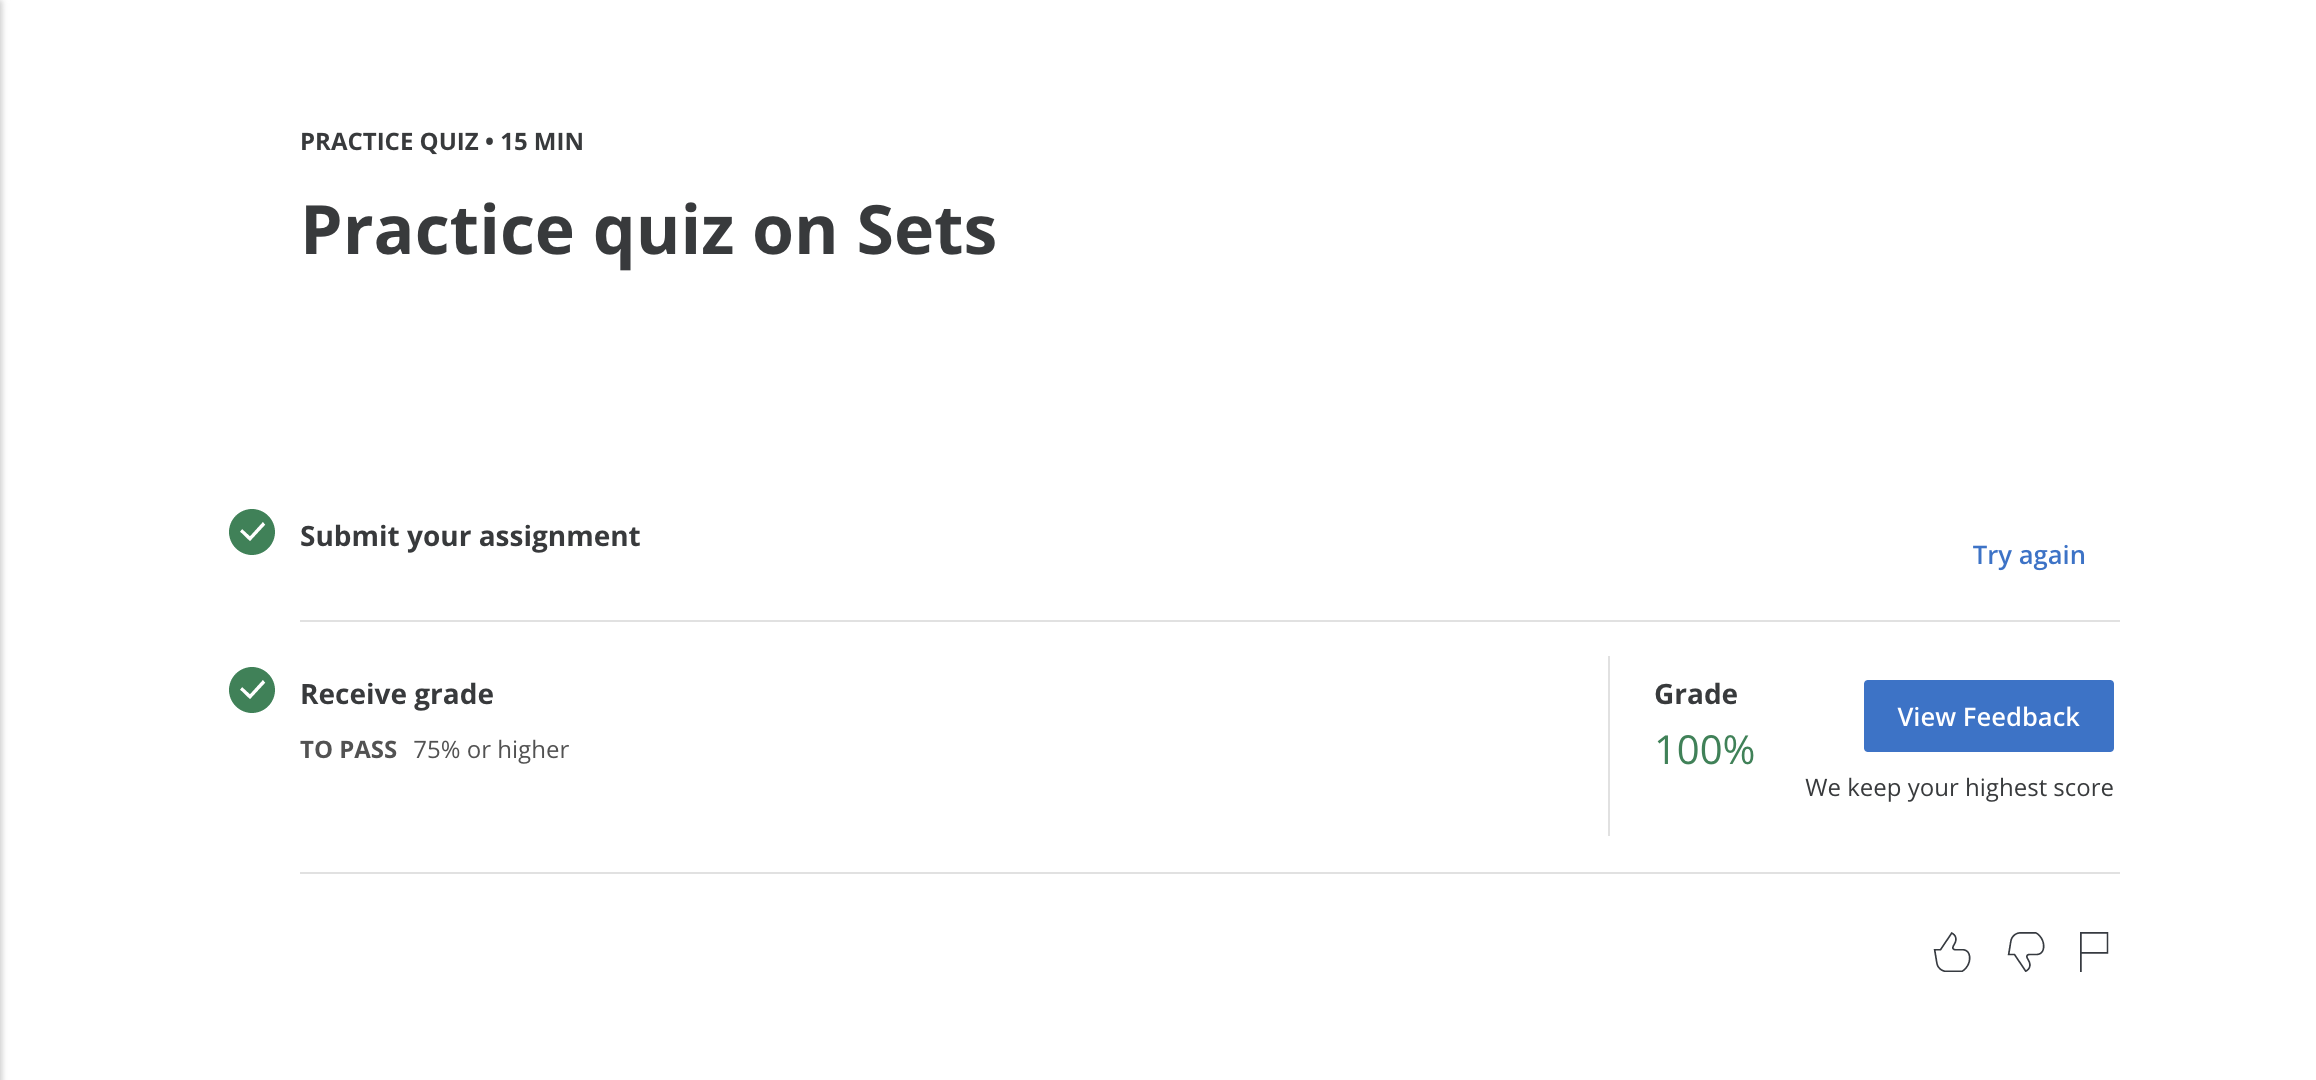 PRACTICE QUIZ • 15 MIN
Practice quiz on Sets
Submit your assignment
Try again
Receive grade
TO PASS 75% or higher
Grade
100%
View Feedback
We keep your highest score